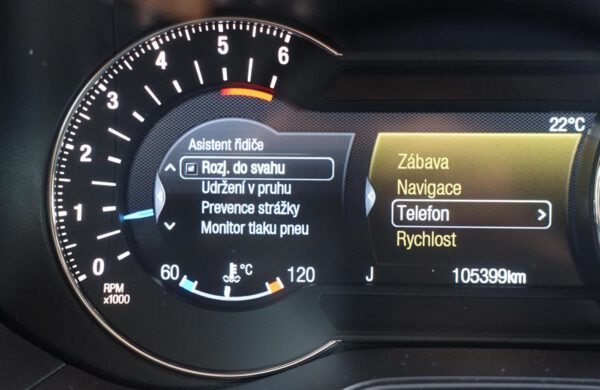 6
5
4
3
2
1
0
RPM
x1000
Asistent řidiče
Rozj. do svahu
Udržení v pruhu
Prevence strážky
Monitor tlaku pneu
60 °C 120
22°C
Zábava
Navigace
Telefon
Rychlost
J 105399km